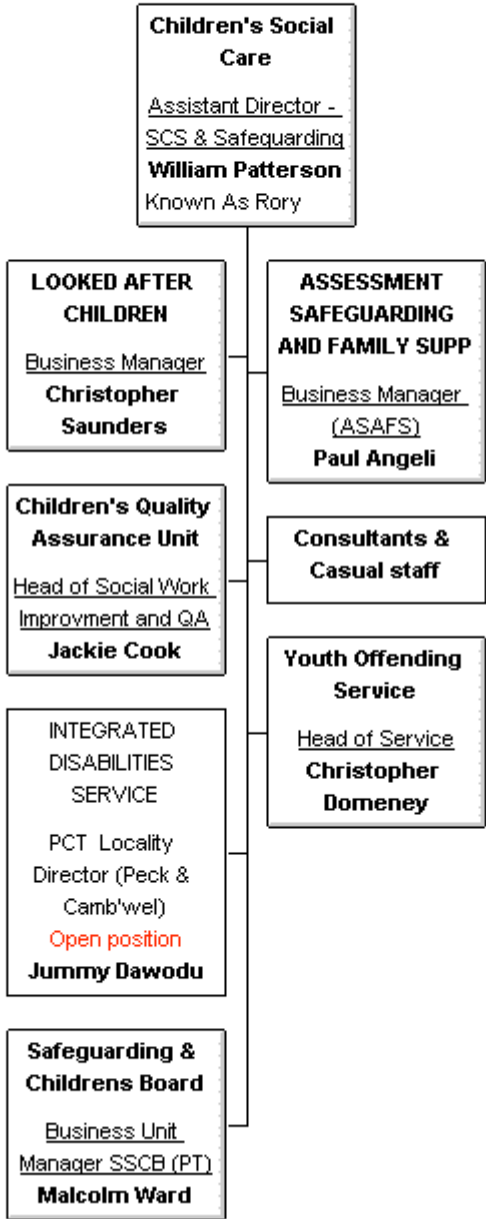 Children's Social
Care
Assistant Director -
SCS & Safeguarding
William Patterson
Known As Rory
LOOKED AFTER
CHILDREN
Business Manager
Christopher
Saunders
ASSESSMENT
SAFEGUARDING
AND FAMILY SUPP
Business Manager
(ASAFS)
Paul Angeli
Children's Quality
Assurance Unit
Head of Social Work
Improvment and QA
Jackie Cook
Consultants &
Casual staff
Youth Offending
Service
Head of Service
Christopher
Domeney
INTEGRATED
DISABILITIES
SERVICE
PCT Locality
Director (Peck &
Camb'wel)
Open position
Jummy Dawodu
Safeguarding &
Childrens Board
Business Unit
Manager SSCB (PT)
Malcolm Ward